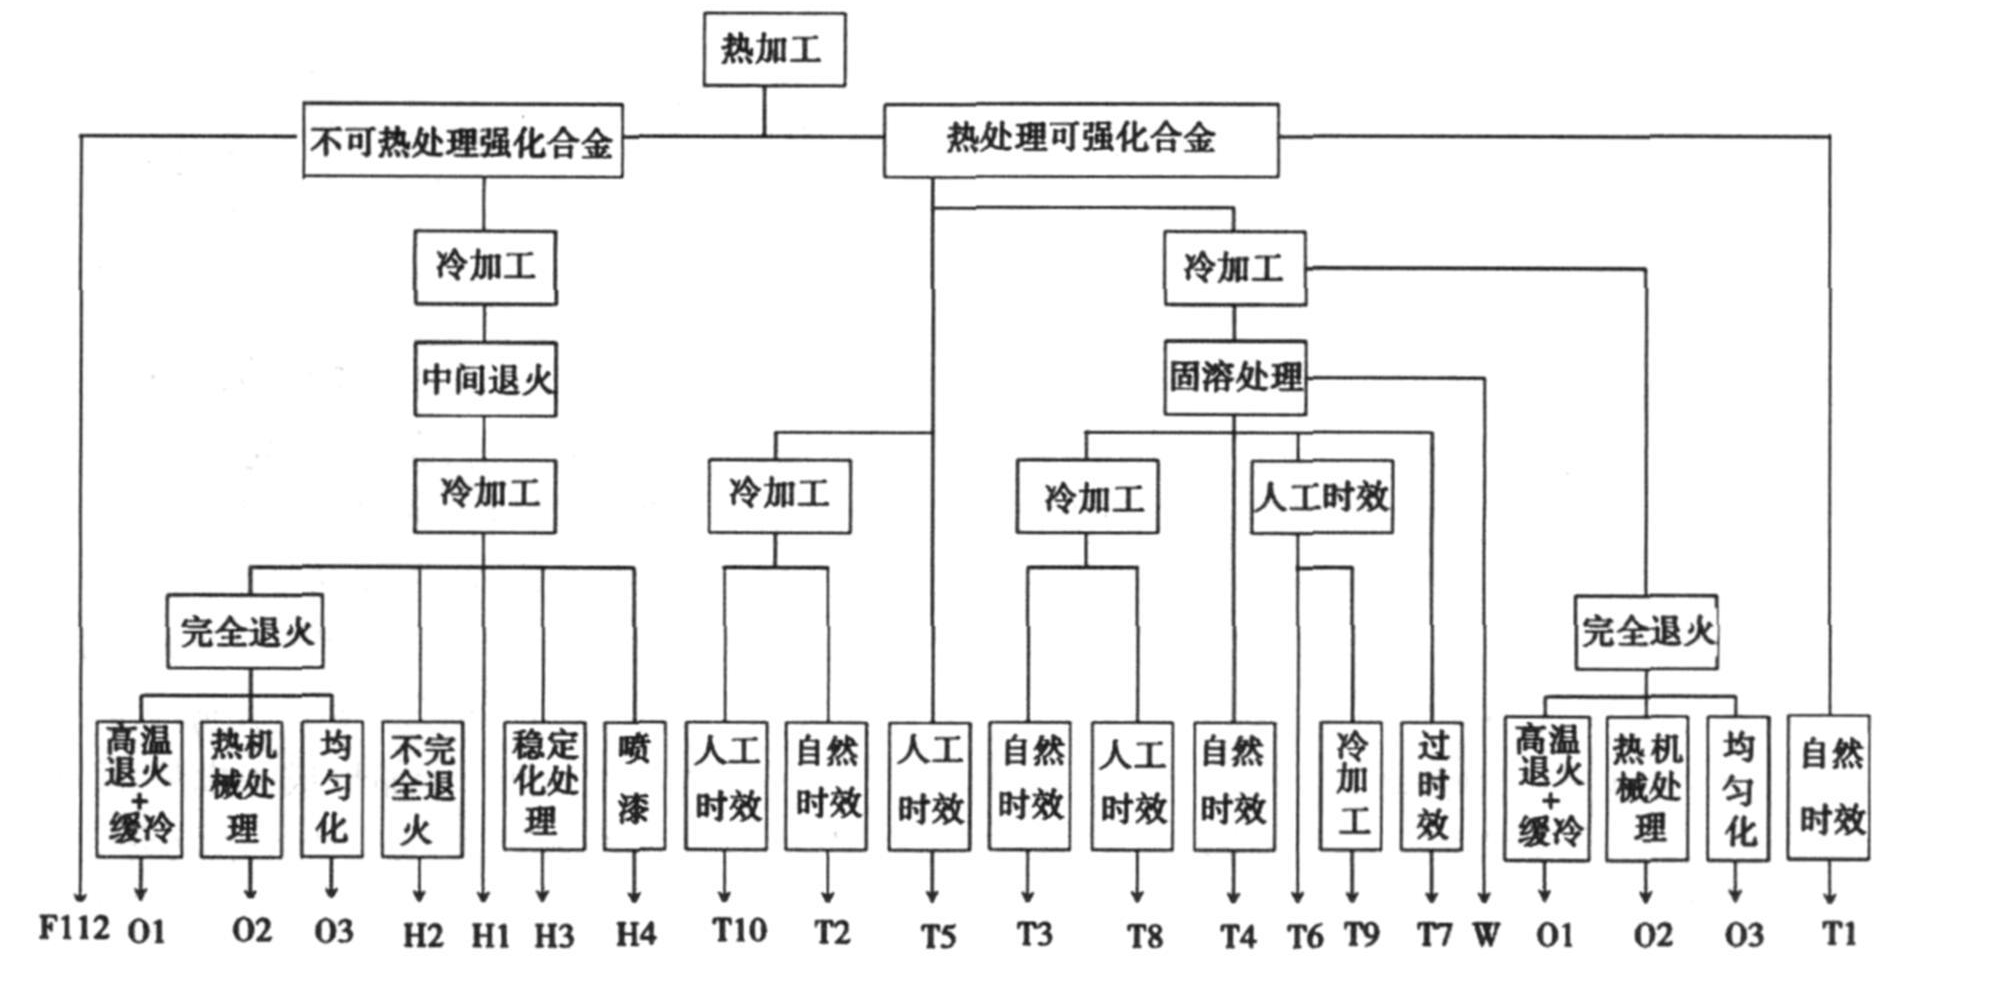 热加工
不可热处理强化合金
热处理可强化合金
冷加工
冷加工
中间退火
固溶处理
冷加工
冷加工
冷加工
人工时效
完全退火
完全退火
高温
退火
+
缓冷
热机
械处
理
均
匀
化
不完
全退
火
稳定
化处
理
喷
漆
人工
时效
自然
时效
人工
时效
自然
时效
人工
时效
自然
时效
冷
加
工
过
时
效
高温
退火
+
缓冷
热机
械处
理
均
匀
化
自然
时效
F112 O1 O2 O3 H2 H1 H3 H4 T10 T2 T5 T3 T8 T4 T6 T9 T7 W O1 O2 O3 T1